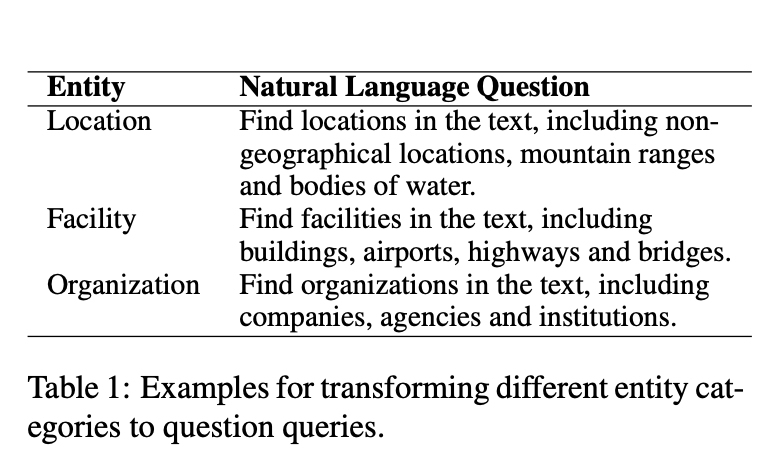 Entity Natural Language Question
Location Find locations in the text, including non-
geographical locations, mountain ranges
and bodies of water.
Facility Find facilities in the text, including
buildings, airports, highways and bridges.
Organization Find organizations in the text, including
companies, agencies and institutions.
Table 1: Examples for transforming different entity cat-
egories to question queries.